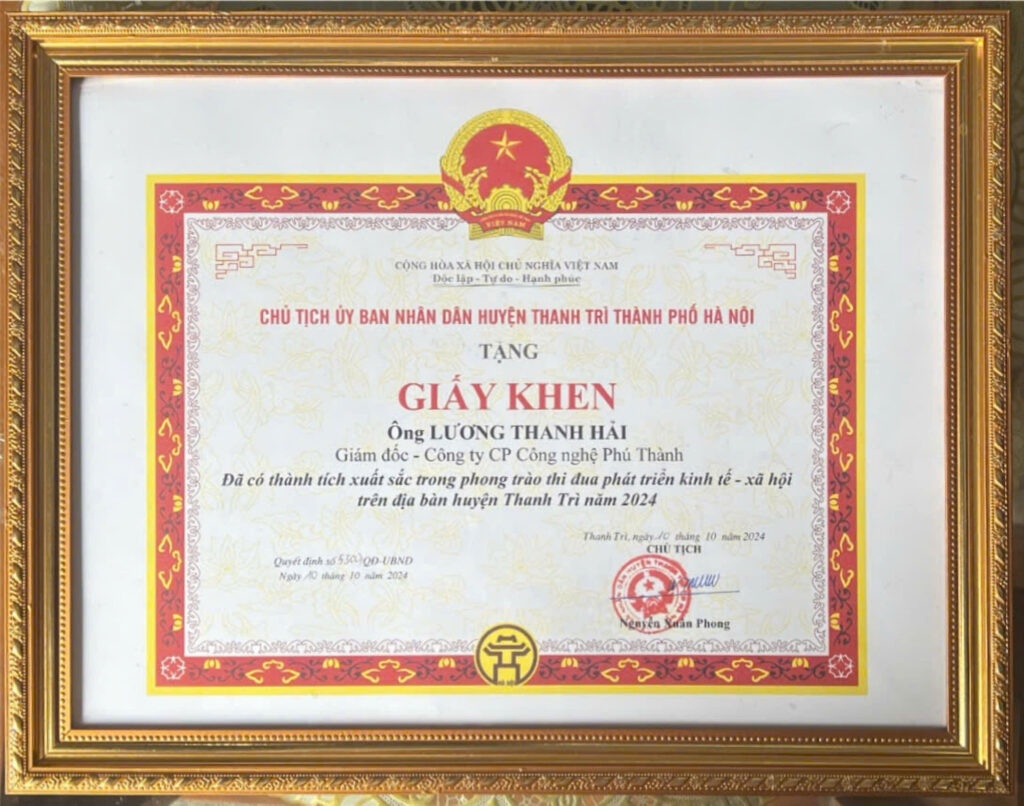 VIỆT NAM
CỘNG HÒA XÃ HỘI CHỦ NGHĨA VIỆT NAM
Độc lập - Tự do - Hạnh phúc
CHỦ TỊCH ỦY BAN NHÂN DÂN HUYỆN THANH TRÌ THÀNH PHỐ HÀ NỘI
TẶNG
GIẤY KHEN
Ông LƯƠNG THANH HẢI
Giám đốc - Công ty CP Công nghệ Phú Thành
Đã có thành tích xuất sắc trong phong trào thi đua phát triển kinh tế - xã hội
trên địa bàn huyện Thanh Trì năm 2024
Thanh Trì, ngày 10 tháng 10 năm 2024
CHỦ TỊCH
Quyết định số QĐ-UBND
Ngày 10 tháng 10 năm 2024
Nguyễn Xuân Phong
HÀ NỘI